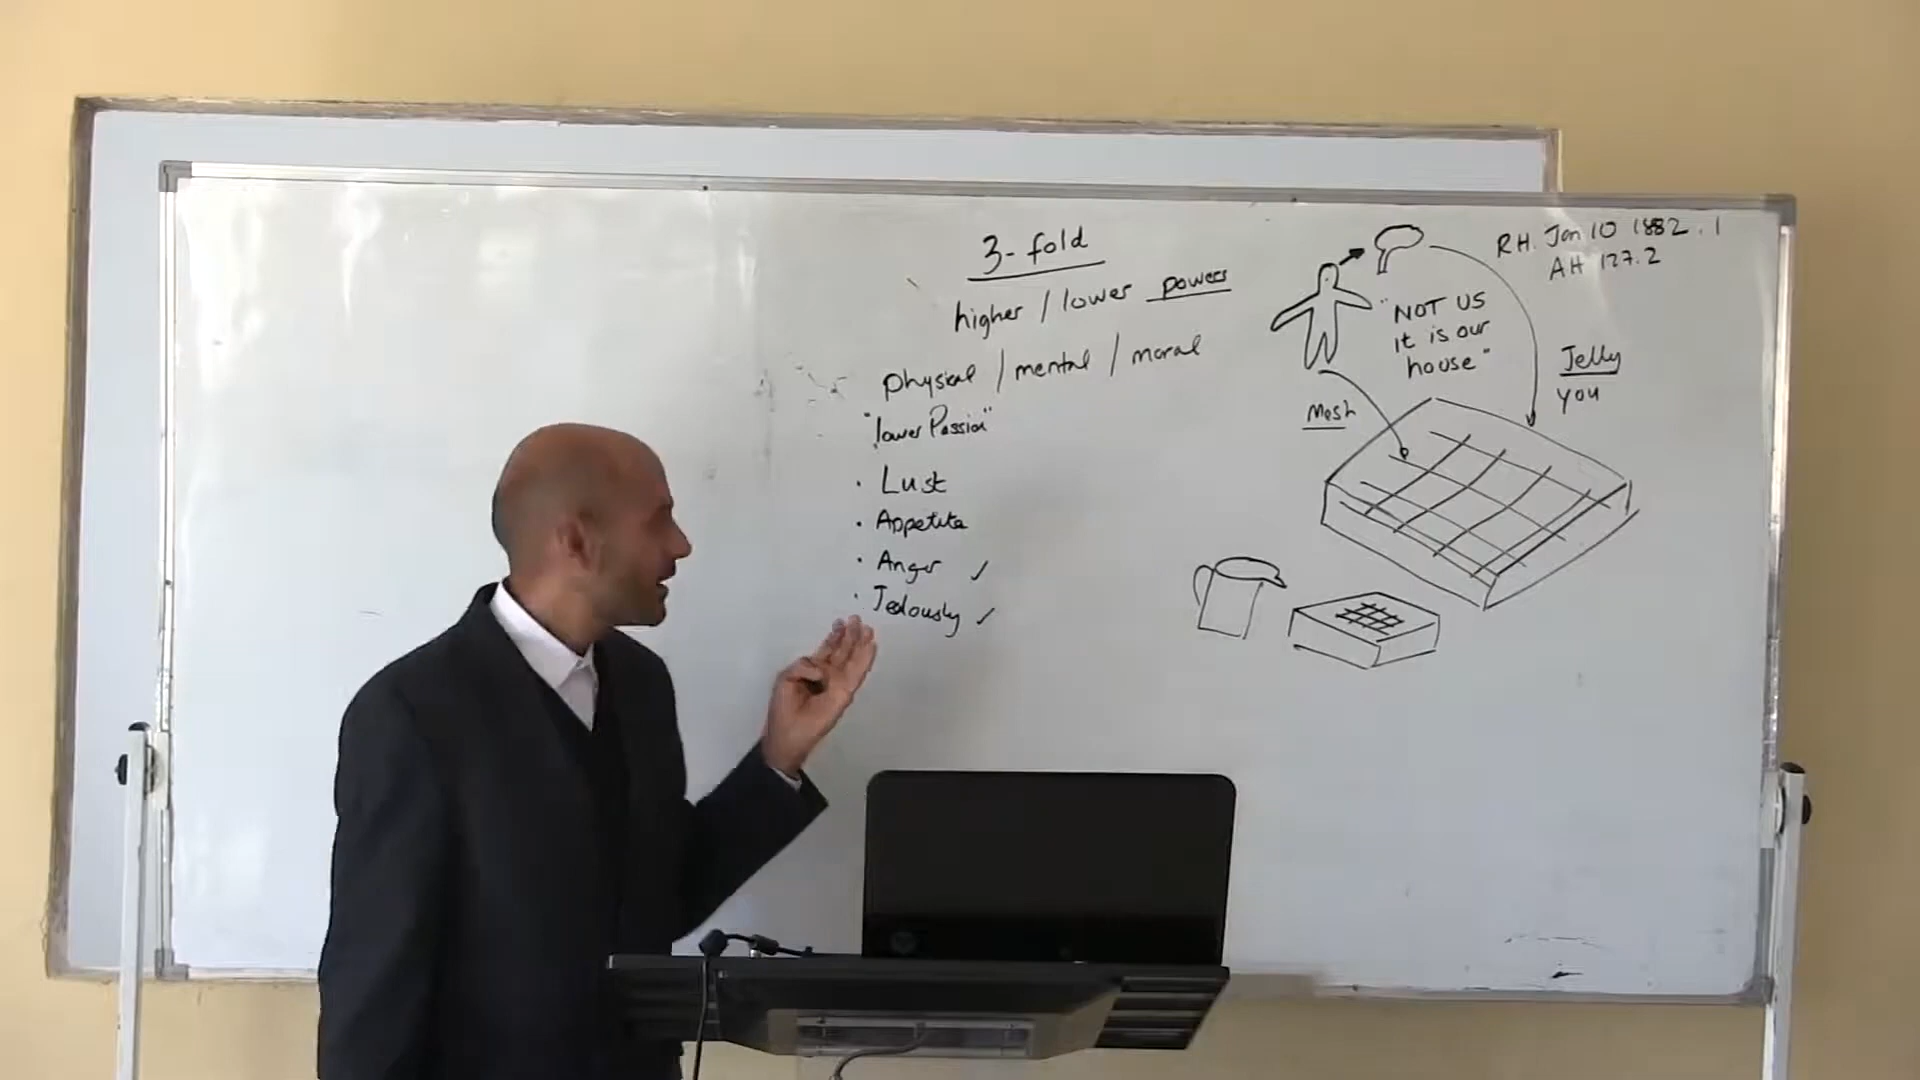 3-fold
higher / lower powers
physical / mental / moral
"lower Passion"
· Lust
· Appetite
· Anger ✓
· Jealously ✓
RH. Jan 10 1882 . 1
AH 127.2
"NOT US
it is our
house"
Jelly
you
Mesh